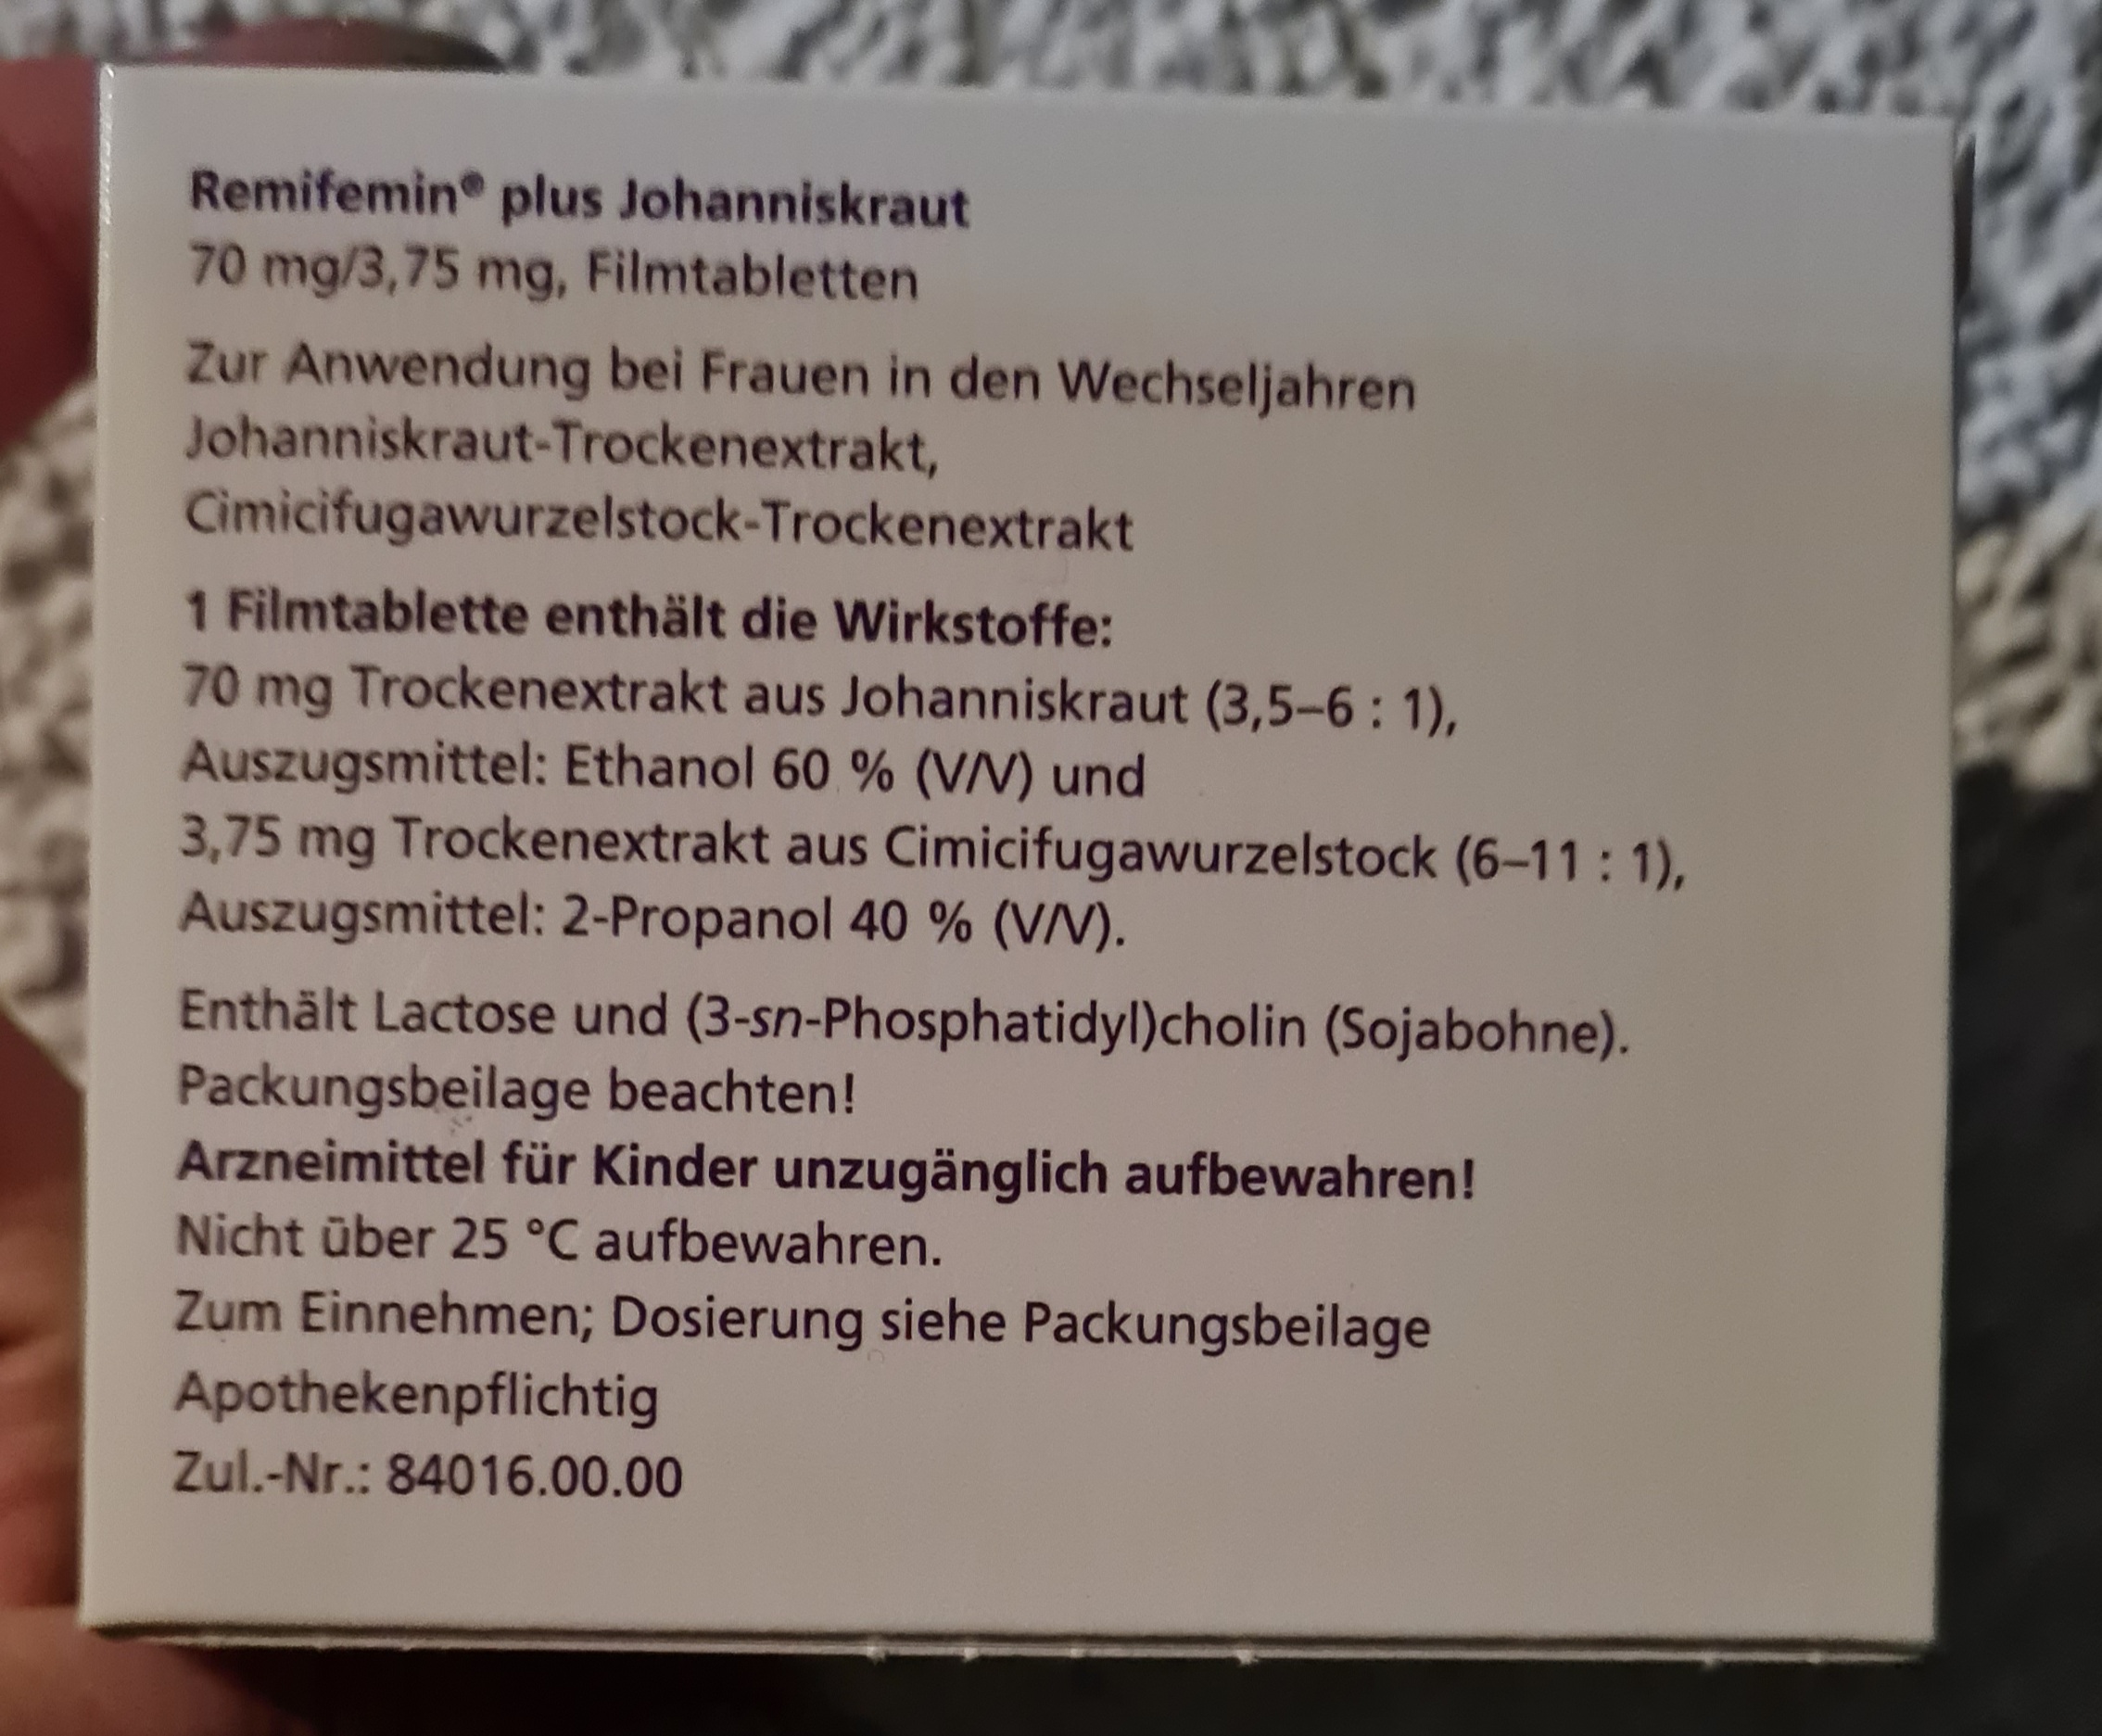 Remifemin® plus Johanniskraut
70 mg/3,75 mg, Filmtabletten
Zur Anwendung bei Frauen in den Wechseljahren
Johanniskraut-Trockenextrakt,
Cimicifugawurzelstock-Trockenextrakt
1 Filmtablette enthält die Wirkstoffe:
70 mg Trockenextrakt aus Johanniskraut (3,5–6 : 1),
Auszugsmittel: Ethanol 60 % (V/V) und
3,75 mg Trockenextrakt aus Cimicifugawurzelstock (6–11 : 1),
Auszugsmittel: 2-Propanol 40 % (V/V).
Enthält Lactose und (3-sn-Phosphatidyl)cholin (Sojabohne).
Packungsbeilage beachten!
Arzneimittel für Kinder unzugänglich aufbewahren!
Nicht über 25 °C aufbewahren.
Zum Einnehmen; Dosierung siehe Packungsbeilage
Apothekenpflichtig
Zul.-Nr.: 84016.00.00